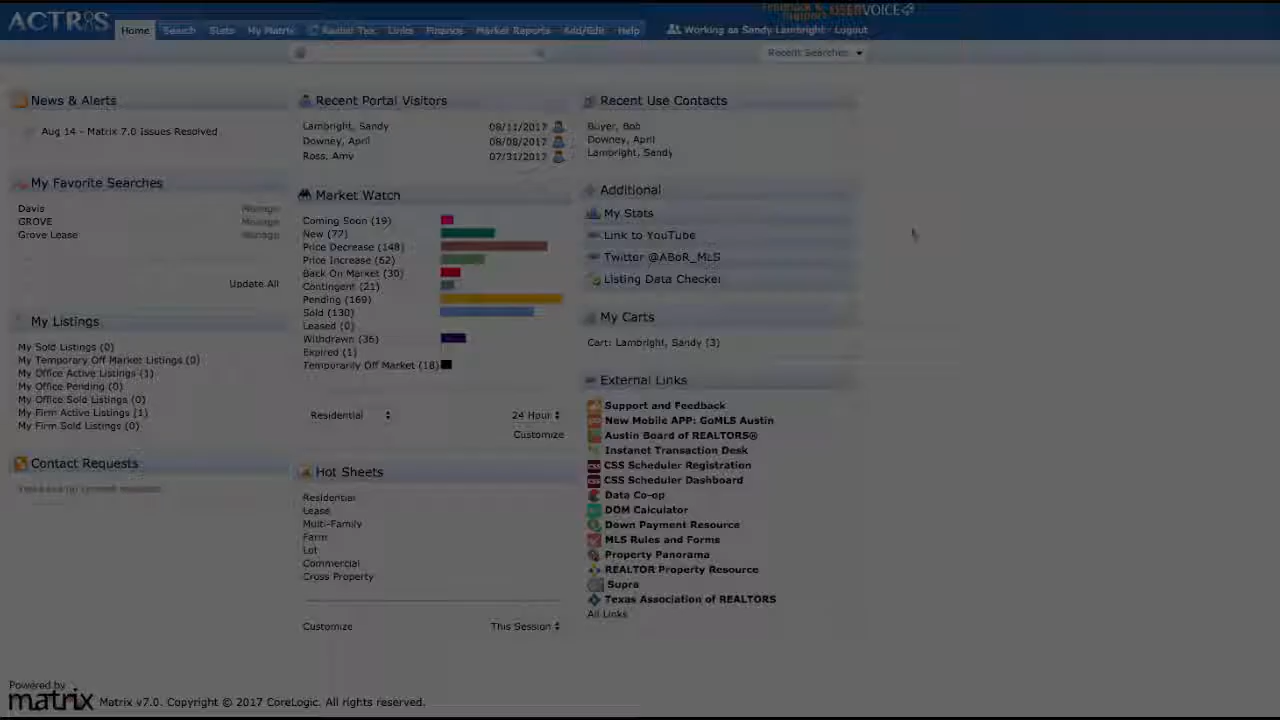 ACTRIS
Home Search Stats My Matrix Realist Tax Links Finance Market Reports Add/Edit Help
Feedback & Support USERVOICE
Working as Sandy Lambright - Logout
Recent Searches
News & Alerts
Aug 14 - Matrix 7.0 Issues Resolved
My Favorite Searches
Davis Manage
GROVE Manage
Grove Lease Manage
Update All
My Listings
My Sold Listings (0)
My Temporary Off Market Listings (0)
My Office Active Listings (1)
My Office Pending (0)
My Office Sold Listings (0)
My Firm Active Listings (1)
My Firm Sold Listings (0)
Contact Requests
Recent Portal Visitors
Lambright, Sandy 08/11/2017
Downey, April 08/08/2017
Ross, Amy 07/31/2017
Market Watch
Coming Soon (19)
New (77)
Price Decrease (148)
Price Increase (62)
Back On Market (30)
Contingent (21)
Pending (169)
Sold (130)
Leased (0)
Withdrawn (36)
Expired (1)
Temporarily Off Market (18)
Residential 24 Hour
Customize
Hot Sheets
Residential
Lease
Multi-Family
Farm
Lot
Commercial
Cross Property
Customize This Session
Recent Use Contacts
Buyer, Bob
Downey, April
Lambright, Sandy
Additional
My Stats
Link to YouTube
Twitter @ABoR_MLS
Listing Data Checker
My Carts
Cart: Lambright, Sandy (3)
External Links
Support and Feedback
New Mobile APP: GoMLS Austin
Austin Board of REALTORS®
Instanet Transaction Desk
CSS Scheduler Registration
CSS Scheduler Dashboard
Data Co-op
DOM Calculator
Down Payment Resource
MLS Rules and Forms
Property Panorama
REALTOR Property Resource
Supra
Texas Association of REALTORS
All Links
Powered by
matrix Matrix v7.0. Copyright © 2017 CoreLogic. All rights reserved.